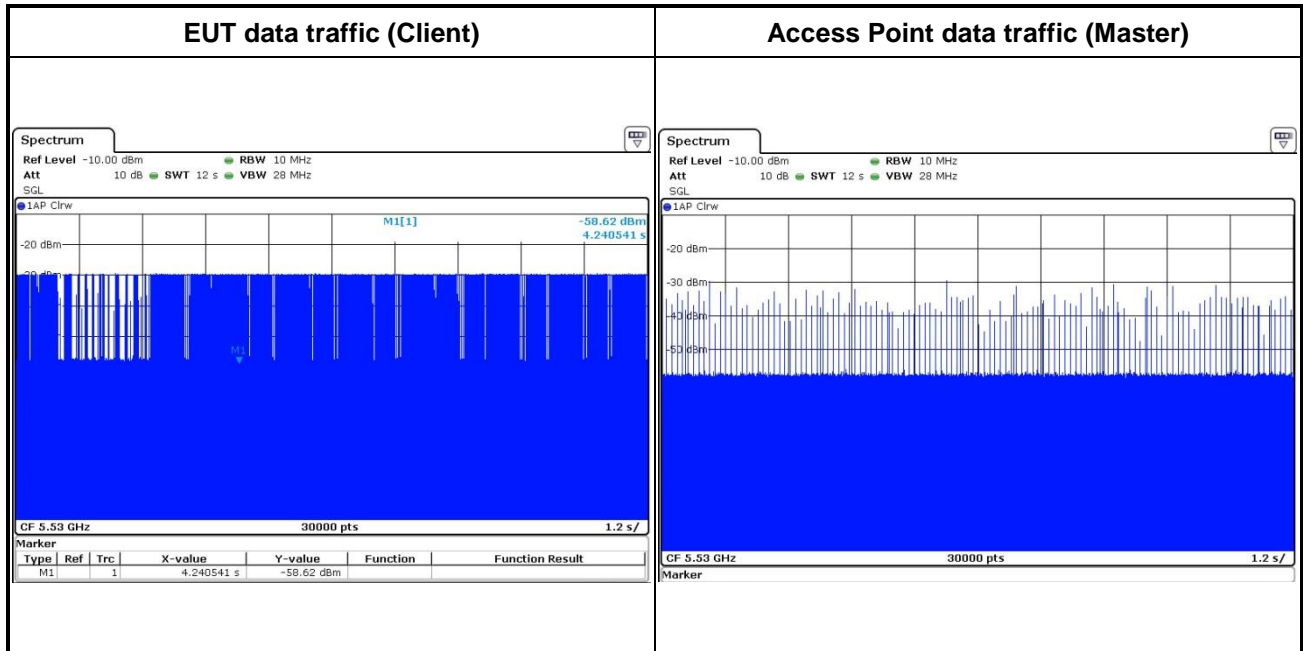 EUT data traffic (Client)
Access Point data traffic (Master)
Spectrum
Ref Level -10.00 dBm RBW 10 MHz
Att 10 dB SWT 12 s VBW 28 MHz
SGL
1AP Clrw
M1[1] -58.62 dBm
4.240541 s
-20 dBm
M1
CF 5.53 GHz 30000 pts 1.2 s/
Marker
Type Ref Trc X-value Y-value Function Function Result
M1 1 4.240541 s -58.62 dBm
Spectrum
Ref Level -10.00 dBm RBW 10 MHz
Att 10 dB SWT 12 s VBW 28 MHz
SGL
1AP Clrw
-20 dBm
-30 dBm
-40 dBm
-50 dBm
CF 5.53 GHz 30000 pts 1.2 s/
Marker